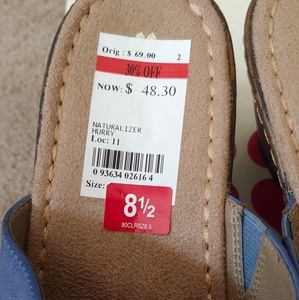 Orig : $ 69.00 2
30% OFF
NOW: $ 48.30
NATURALIZER
HURRY
Loc: 11
0 93634 02616 4
Size:
8½
80CLRSZ8 5